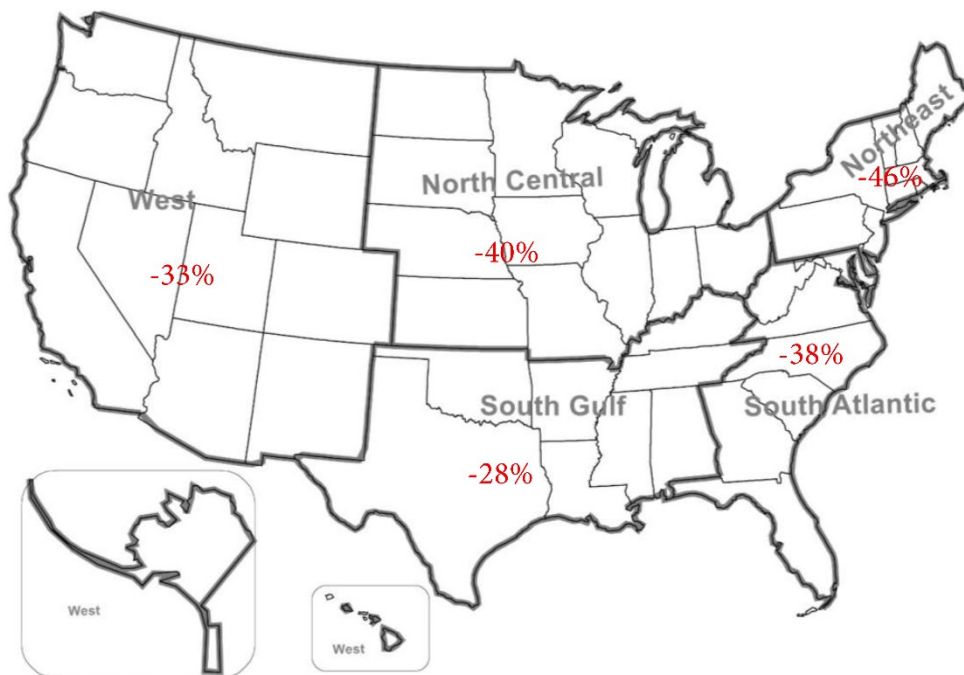 Northeast
-46%
West
North Central
-33%
-40%
-38%
South Gulf
South Atlantic
-28%
West
West